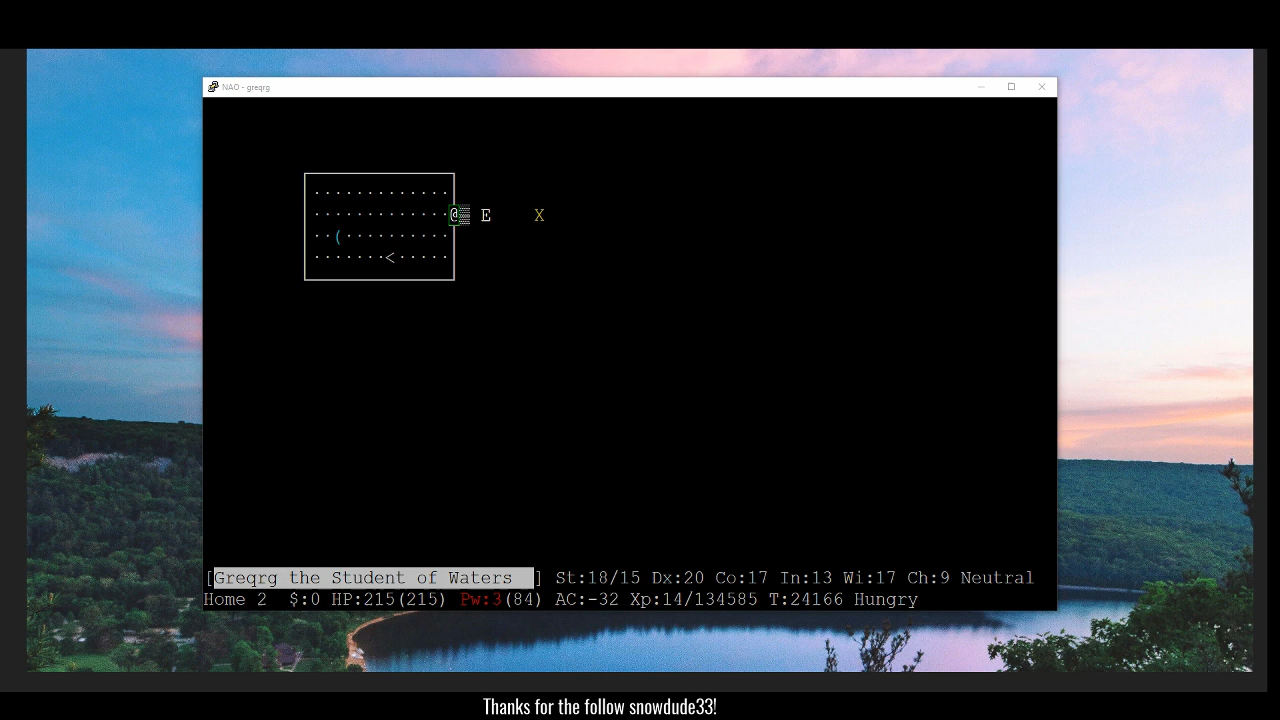 NAO - greqrg
. . . . . . . . . . . . .
. . . . . . . . . . . . .@▒ E    X
. . ( . . . . . . . . . .
. . . . . . . < . . . . .
[Greqrg the Student of Waters  ] St:18/15 Dx:20 Co:17 In:13 Wi:17 Ch:9 Neutral
Home 2  $:0 HP:215(215) Pw:3(84) AC:-32 Xp:14/134585 T:24166 Hungry
Thanks for the follow snowdude33!